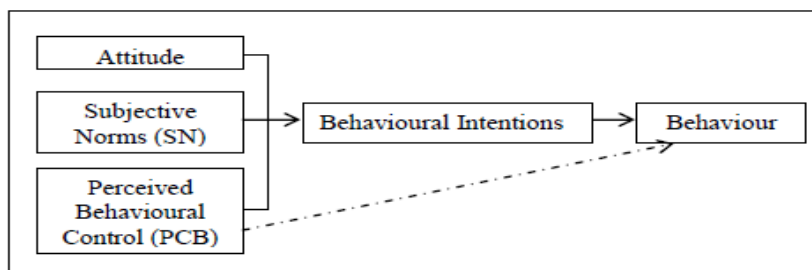 Attitude
Subjective
Norms (SN)
Perceived
Behavioural
Control (PCB)
Behavioural Intentions
Behaviour